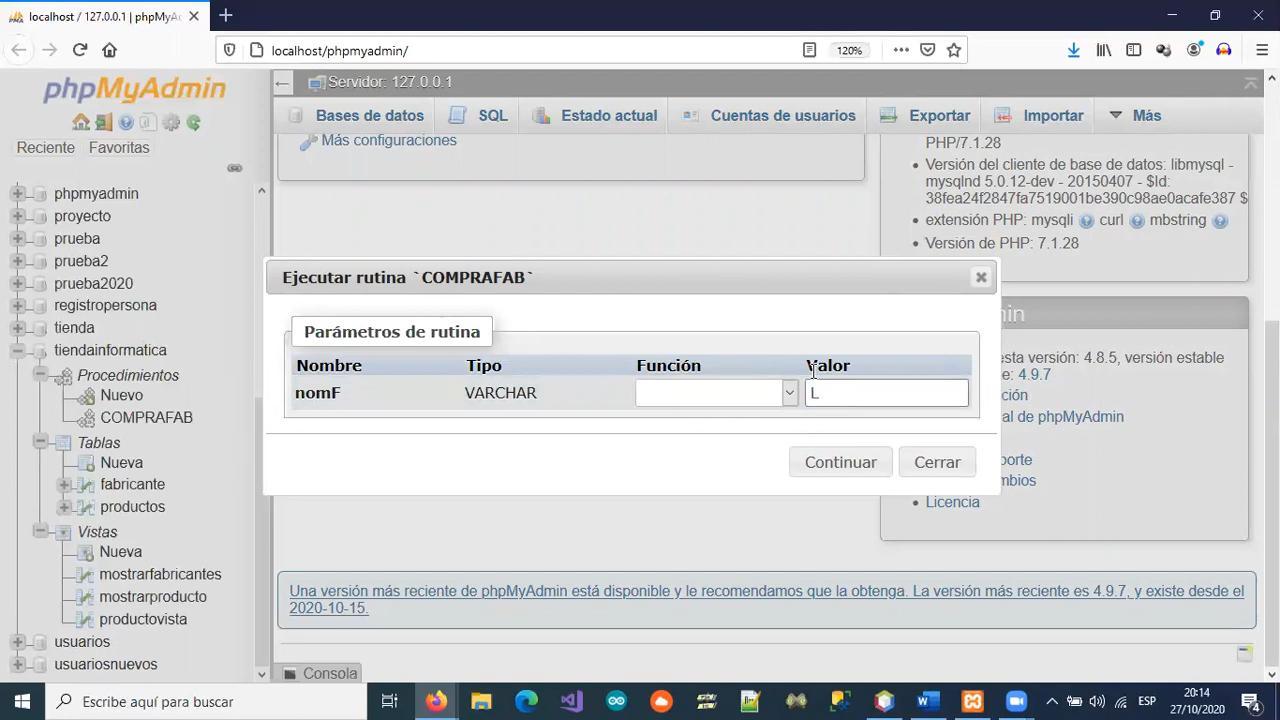 localhost / 127.0.0.1 | phpMyAd
localhost/phpmyadmin/
120%
phpMyAdmin
Reciente
Favoritas
phpmyadmin
proyecto
prueba
prueba2
prueba2020
registropersona
tienda
tiendainformatica
Procedimientos
Nuevo
COMPRAFAB
Tablas
Nueva
fabricante
productos
Vistas
Nueva
mostrarfabricantes
mostrarproducto
productovista
usuarios
usuariosnuevos
Servidor: 127.0.0.1
Bases de datos
SQL
Estado actual
Cuentas de usuarios
Exportar
Importar
Más
Más configuraciones
PHP/7.1.28
Versión del cliente de base de datos: libmysql -
mysqlnd 5.0.12-dev - 20150407 - $Id:
38fea24f2847fa7519001be390c98ae0acafe387 $
extensión PHP: mysqli curl mbstring
Versión de PHP: 7.1.28
Ejecutar rutina `COMPRAFAB`
Parámetros de rutina
Nombre Tipo Función Valor
nomF VARCHAR L
Continuar
Cerrar
min
esta versión: 4.8.5, versión estable
te: 4.9.7
ción
al de phpMyAdmin
orte
mbios
Licencia
Una versión más reciente de phpMyAdmin está disponible y le recomendamos que la obtenga. La versión más reciente es 4.9.7, y existe desde el
2020-10-15.
Consola
Escribe aquí para buscar
ESP
20:14
27/10/2020
4